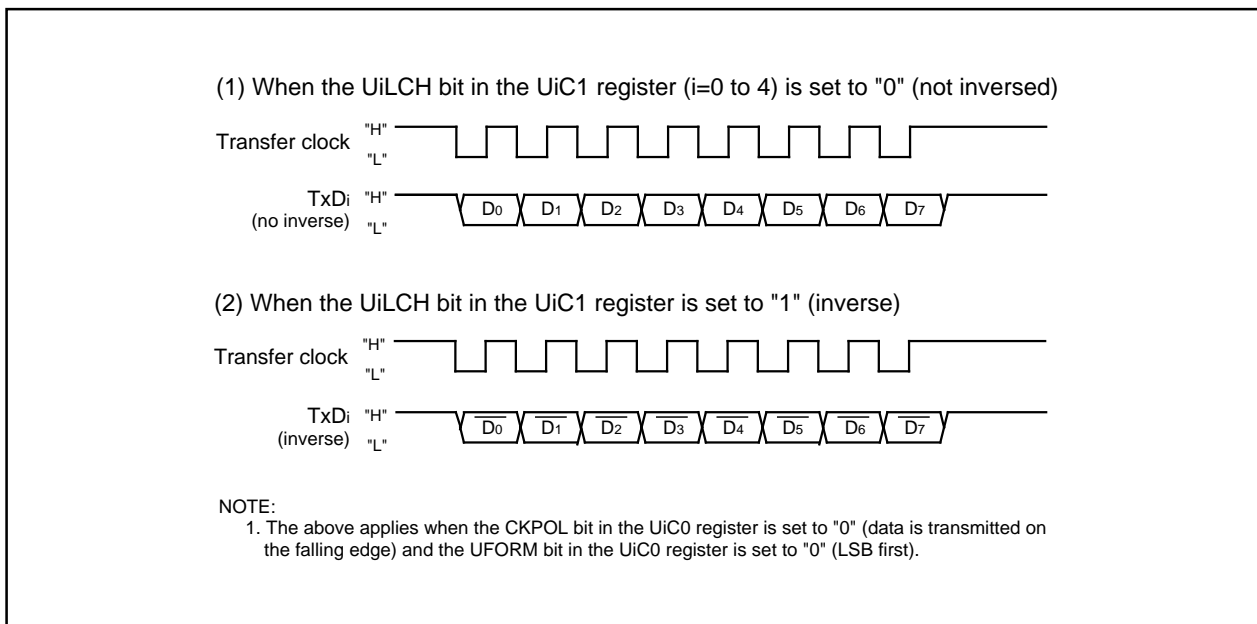 (1) When the UiLCH bit in the UiC1 register (i=0 to 4) is set to "0" (not inversed)
"H"
Transfer clock
"L"
TxDi "H"
(no inverse) "L"
D0 D1 D2 D3 D4 D5 D6 D7
(2) When the UiLCH bit in the UiC1 register is set to "1" (inverse)
"H"
Transfer clock
"L"
TxDi "H"
(inverse) "L"
D0 D1 D2 D3 D4 D5 D6 D7
NOTE:
1. The above applies when the CKPOL bit in the UiC0 register is set to "0" (data is transmitted on
the falling edge) and the UFORM bit in the UiC0 register is set to "0" (LSB first).